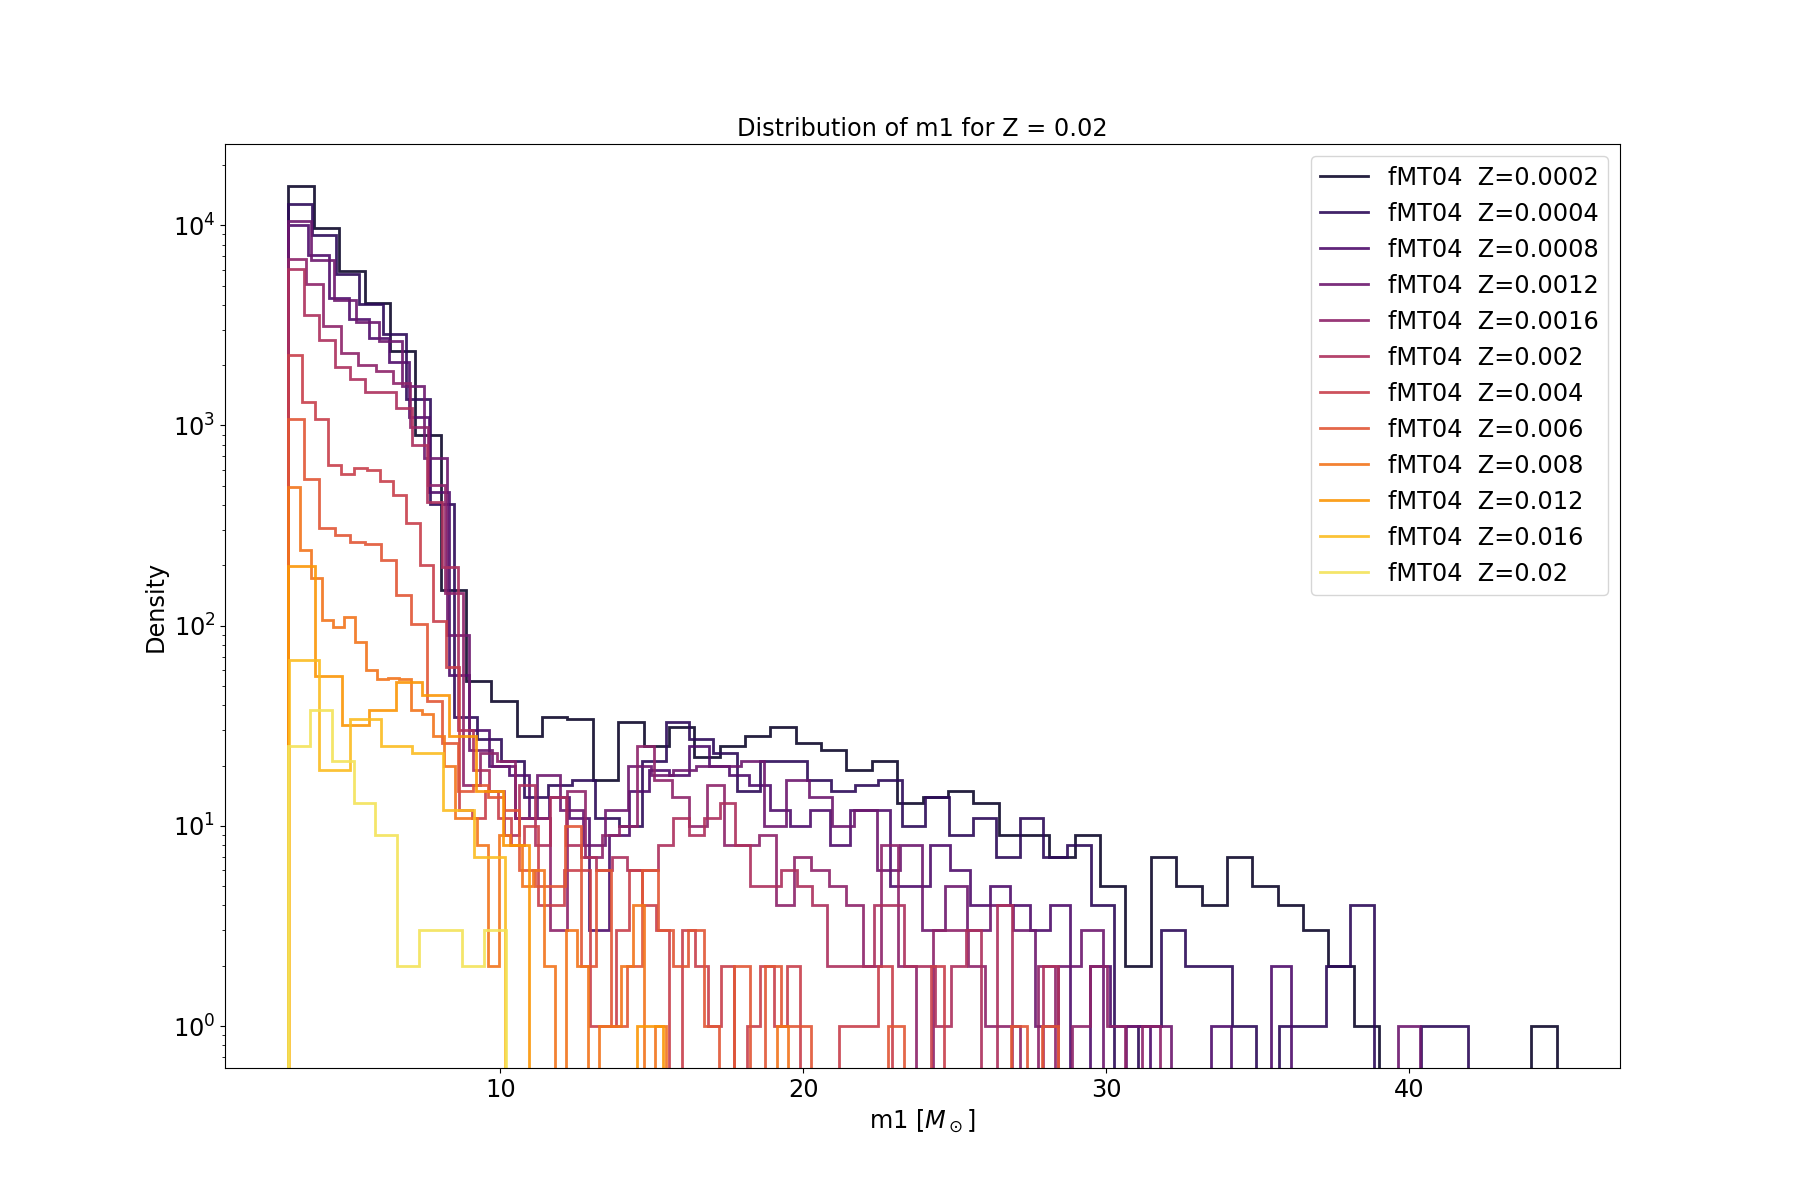 Distribution of m1 for Z = 0.02
Density
10⁴
10³
10²
10¹
10⁰
10 20 30 40
m1 [M⊙]
fMT04 Z=0.0002
fMT04 Z=0.0004
fMT04 Z=0.0008
fMT04 Z=0.0012
fMT04 Z=0.0016
fMT04 Z=0.002
fMT04 Z=0.004
fMT04 Z=0.006
fMT04 Z=0.008
fMT04 Z=0.012
fMT04 Z=0.016
fMT04 Z=0.02